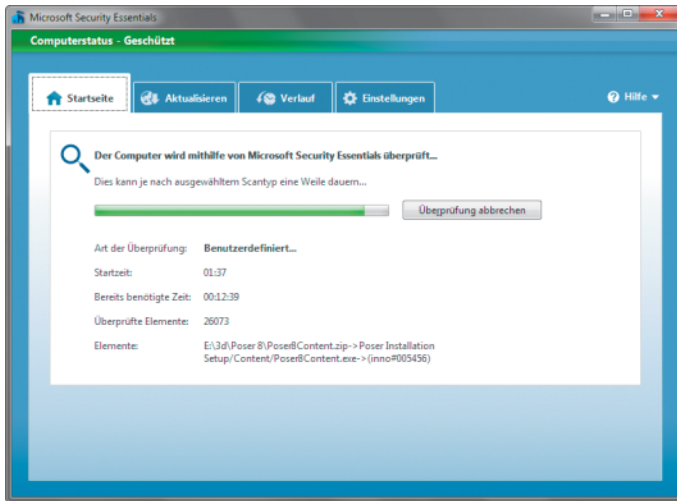 Microsoft Security Essentials
Computerstatus - Geschützt
Startseite
Aktualisieren
Verlauf
Einstellungen
Hilfe
Der Computer wird mithilfe von Microsoft Security Essentials überprüft...
Dies kann je nach ausgewähltem Scantyp eine Weile dauern...
Überprüfung abbrechen
Art der Überprüfung: Benutzerdefiniert...
Startzeit: 01:37
Bereits benötigte Zeit: 00:12:39
Überprüfte Elemente: 26073
Elemente: E:\3d\Poser 8\Poser8Content.zip->Poser Installation
Setup/Content/Poser8Content.exe->(inno#005456)